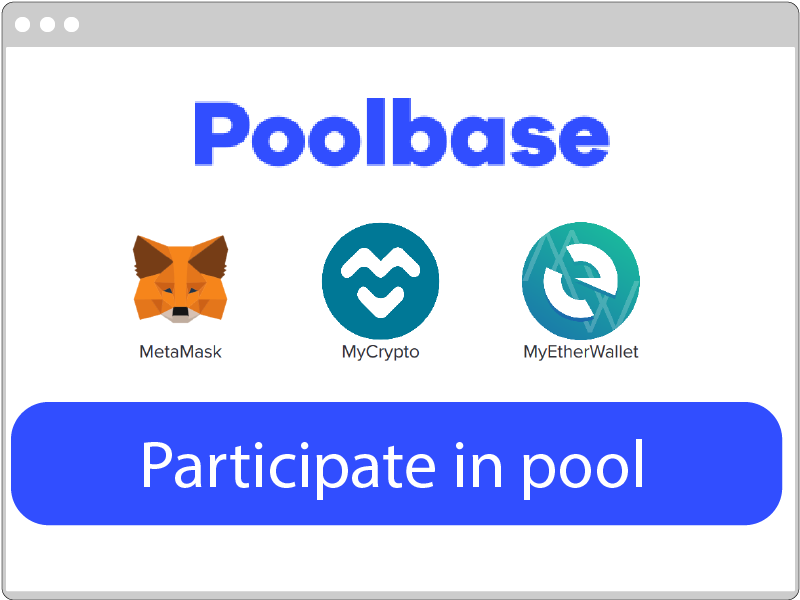 Poolbase
MetaMask
MyCrypto
MyEtherWallet
Participate in pool